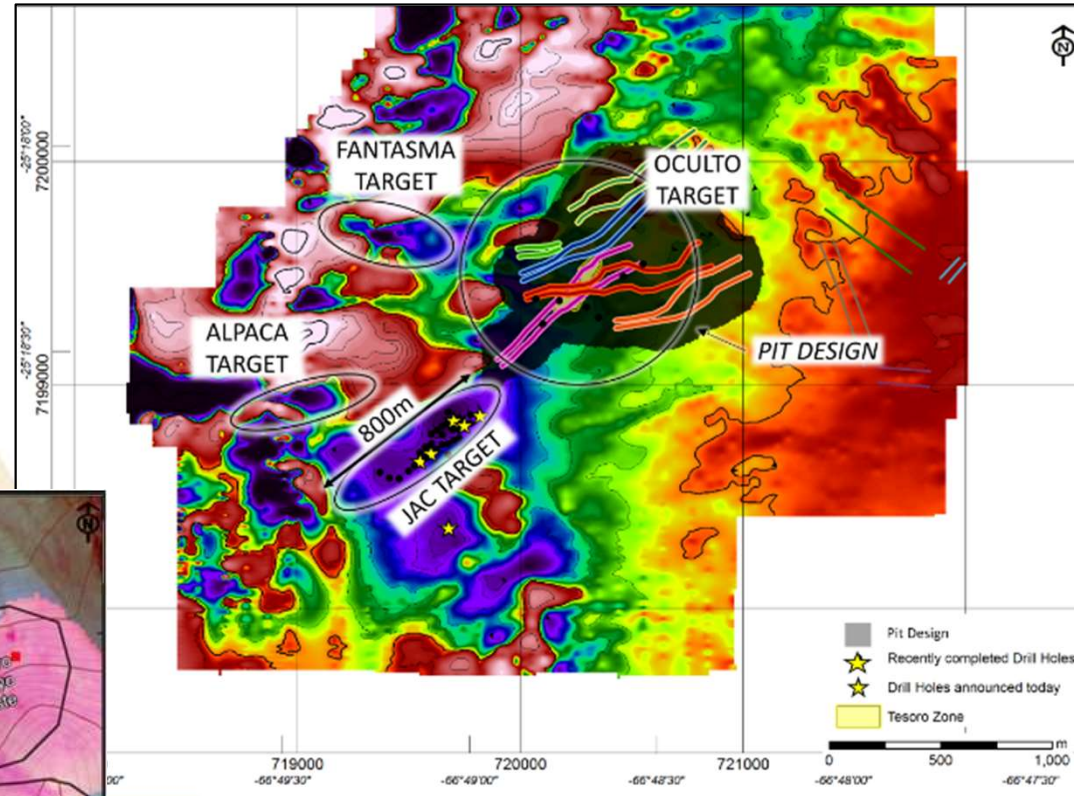 FANTASMA
TARGET
OCULTO
TARGET
ALPACA
TARGET
PIT DESIGN
800m
JAC TARGET
-25°18'00"
7200000
-25°18'30"
7199000
Pit Design
Recently completed Drill Holes
Drill Holes announced today
Tesoro Zone
m
0 500 1,000
719000 720000 721000
-66°49'30" -66°49'00" -66°48'30" -66°48'00" -66°47'30"
N
N